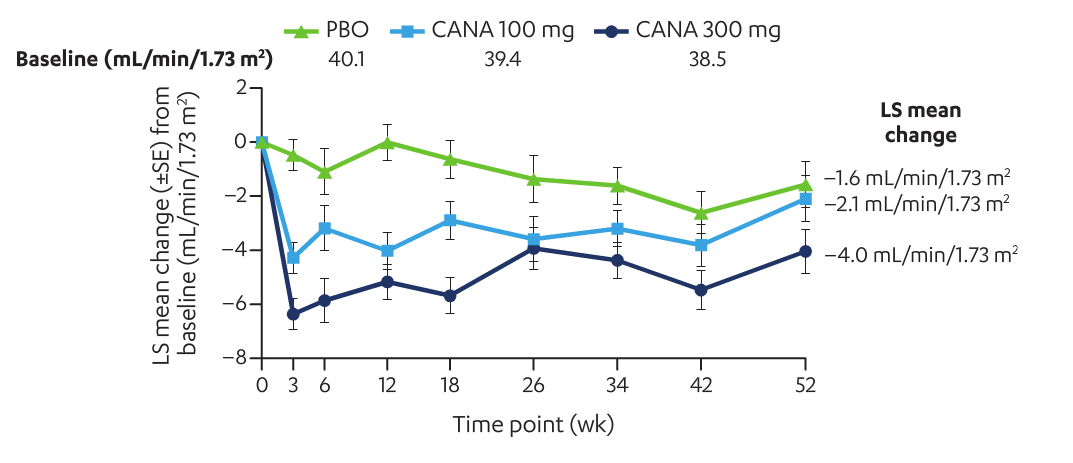 PBO CANA 100 mg CANA 300 mg
Baseline (mL/min/1.73 m²) 40.1 39.4 38.5
LS mean change (±SE) from
baseline (mL/min/1.73 m²)
2
0
−2
−4
−6
−8
0 3 6 12 18 26 34 42 52
Time point (wk)
LS mean
change
−1.6 mL/min/1.73 m²
−2.1 mL/min/1.73 m²
−4.0 mL/min/1.73 m²